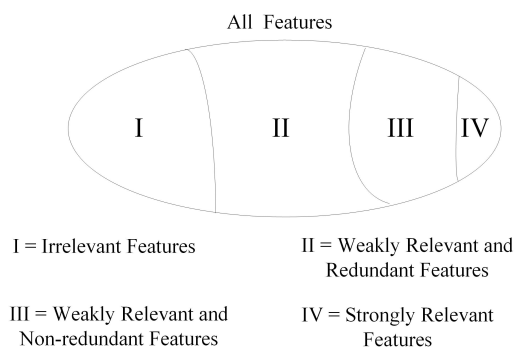 All Features
I
II
III
IV
I = Irrelevant Features
II = Weakly Relevant and
Redundant Features
III = Weakly Relevant and
Non-redundant Features
IV = Strongly Relevant
Features